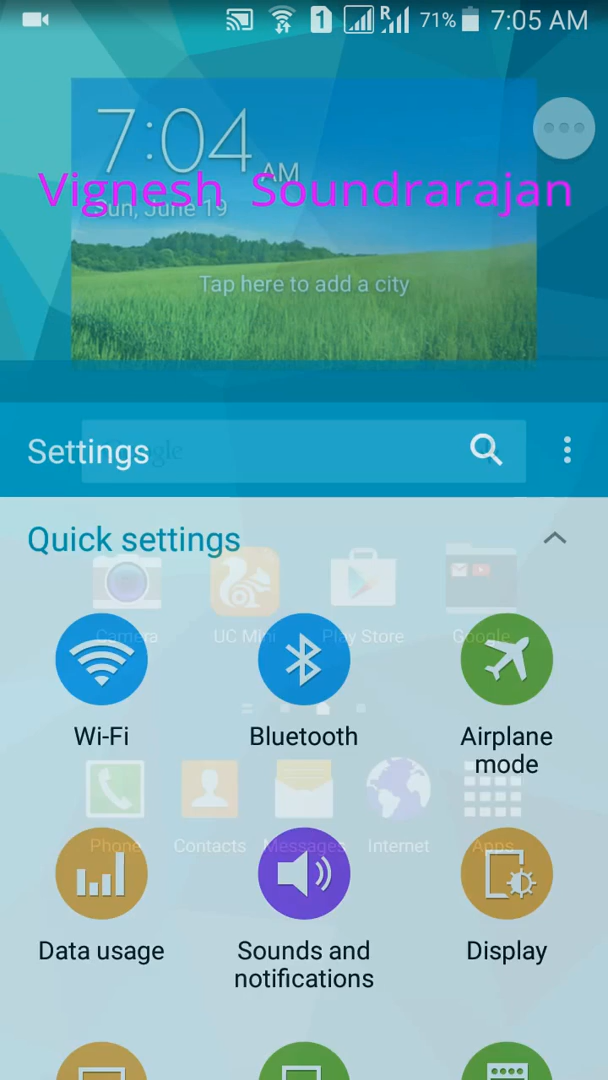 1 R 71% 7:05 AM
7:04 AM
Vignesh Soundrarajan
Sun, June 19
Tap here to add a city
Settings
Google
Quick settings
Camera UC Mini Play Store Google
Wi-Fi Bluetooth Airplane
mode
Phone Contacts Messages Internet Apps
Data usage Sounds and Display
notifications